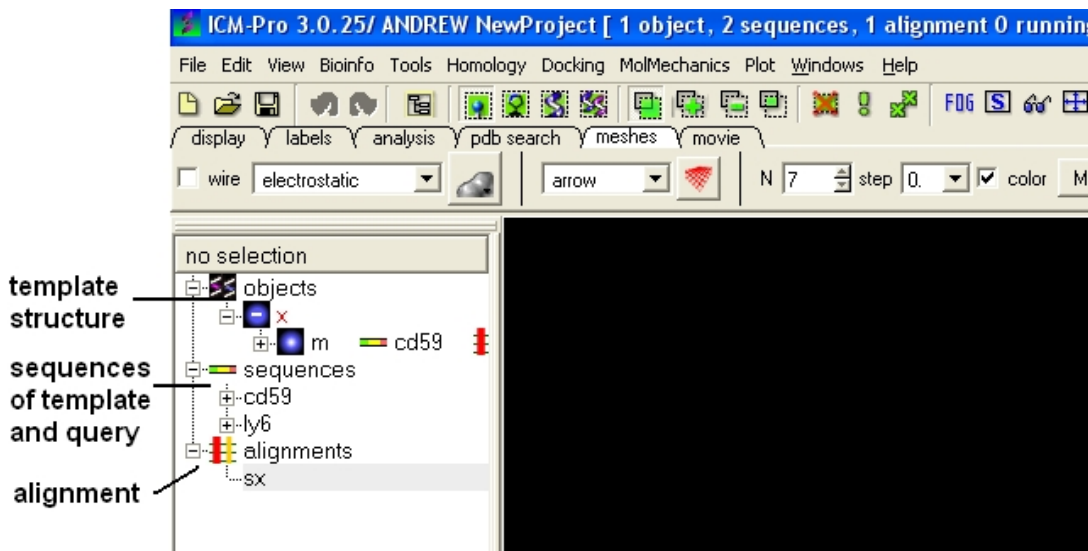 ICM-Pro 3.0.25/ ANDREW NewProject [ 1 object, 2 sequences, 1 alignment 0 runnin
File Edit View Bioinfo Tools Homology Docking MolMechanics Plot Windows Help
FOG S
display labels analysis pdb search meshes movie
wire electrostatic arrow N 7 step 0. color M
no selection
template structure
objects
x
m cd59
sequences of template and query
sequences
cd59
ly6
alignment
alignments
sx